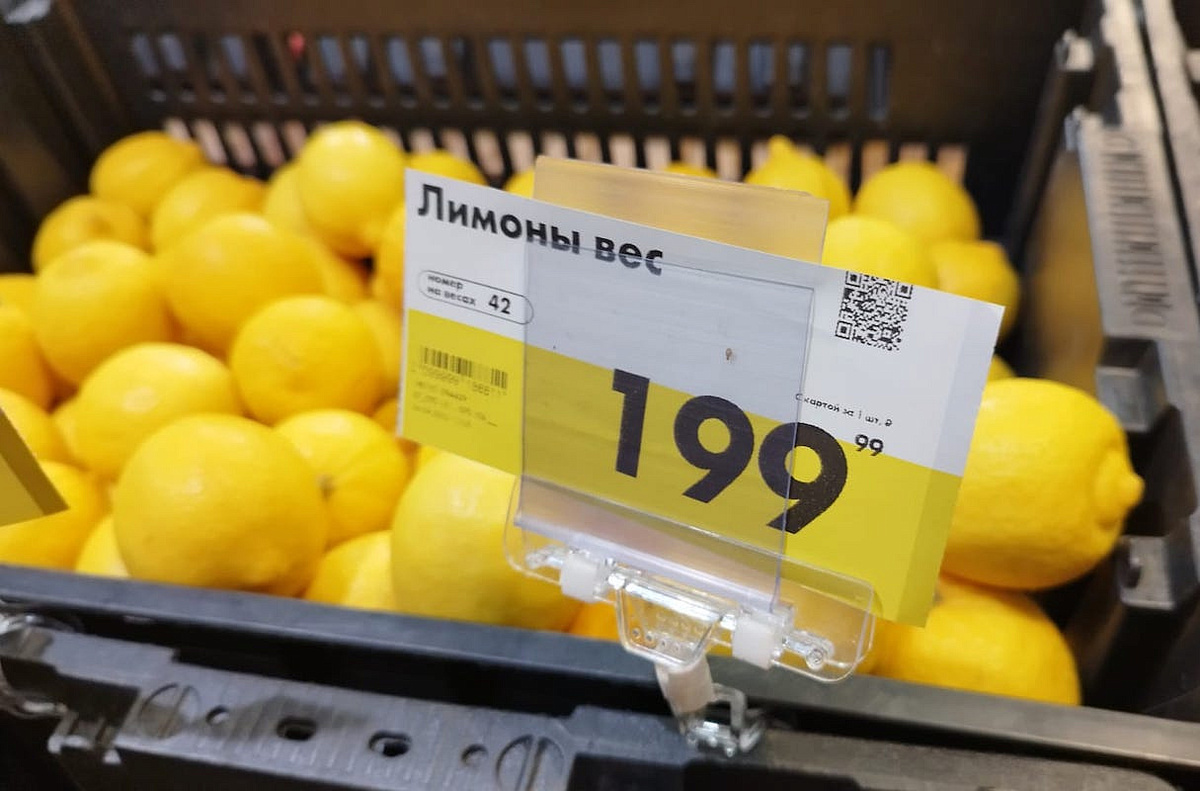 Лимоны вес
номер
на весах 42
С картой за 1 шт, ₽
199 99